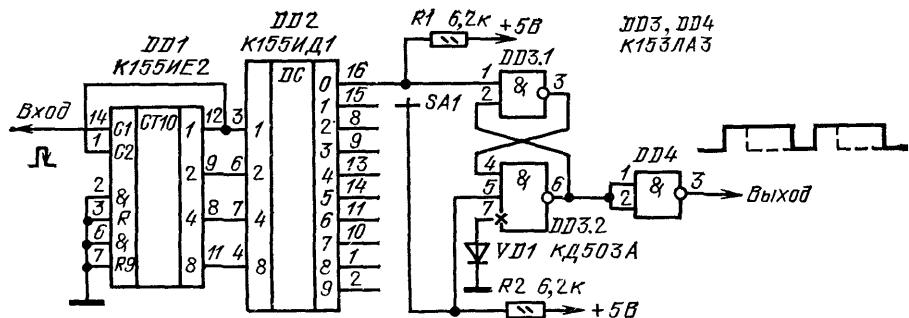 R1 6,2к +5В
DD2
К155ИД1
DD1
К155ИЕ2
DD3, DD4
К153ЛА3
DD3.1
DC
0 16
1 15
2 8
3 9
4 13
5 14
6 11
7 10
8 1
9 2
1
2
4
8
3
6
7
4
Вход
14 C1
1 C2
2 &
3 R
6 &
7 R9
CT10
1 12
2 9
4 8
8 11
SA1
1
2
& 3
4
5
7
& 6
DD3.2
VD1 КД503А
R2 6,2к +5В
DD4
1
2
& 3
Выход